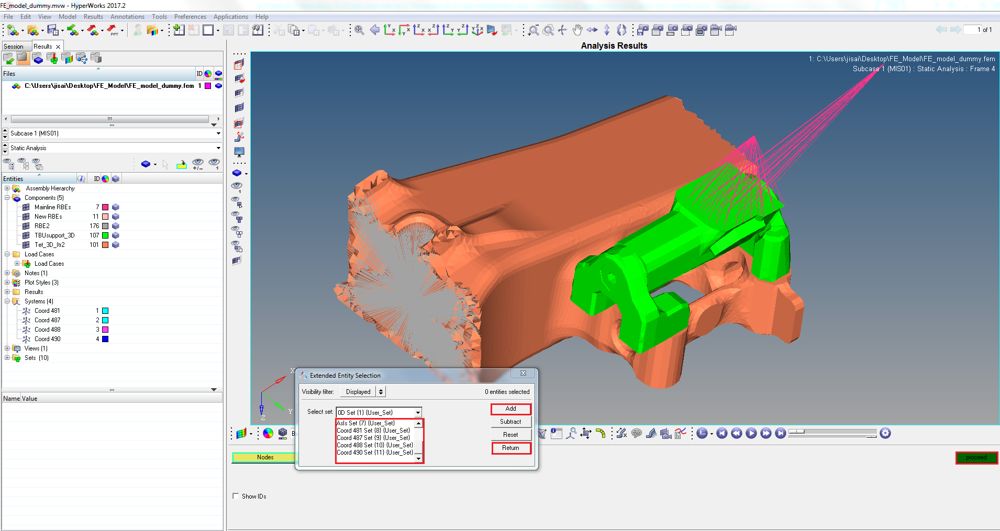 FE_model_dummy.mvw - HyperWorks 2017.2
File Edit View Model Results Annotations Tools Preferences Applications Help
PPT
1 of 1
Session Results
Files ID
C:\Users\jisai\Desktop\FE_Model\FE_model_dummy.fem 1
Subcase 1 (MIS01)
Static Analysis
Entities ID
Assembly Hierarchy
Components (5)
Mainline RBEs 7
New RBEs 11
RBE2 176
TBUsupport_3D 107
Tet_3D_Itr2 101
Load Cases
Load Cases
Notes (1)
Plot Styles (3)
Results
Systems (4)
Coord 481 1
Coord 487 2
Coord 488 3
Coord 490 4
Views (1)
Sets (10)
Name Value
Analysis Results
1: C:\Users\jisai\Desktop\FE_Model\FE_model_dummy.fem
Subcase 1 (MIS01) : Static Analysis : Frame 4
X
Y
Z
Extended Entity Selection
Visibility filter: Displayed
0 entities selected
Select set: 0D Set {1} {User_Set}
AsIs Set {7} {User_Set}
Coord 481 Set {8} {User_Set}
Coord 487 Set {9} {User_Set}
Coord 488 Set {10} {User_Set}
Coord 490 Set {11} {User_Set}
Add
Subtract
Reset
Return
Nodes
proceed
Show IDs